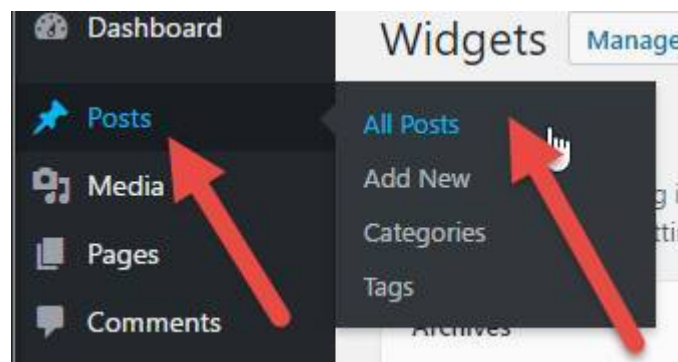 Dashboard
Posts
Media
Pages
Comments
Widgets
Manage
All Posts
Add New
Categories
Tags
Archives